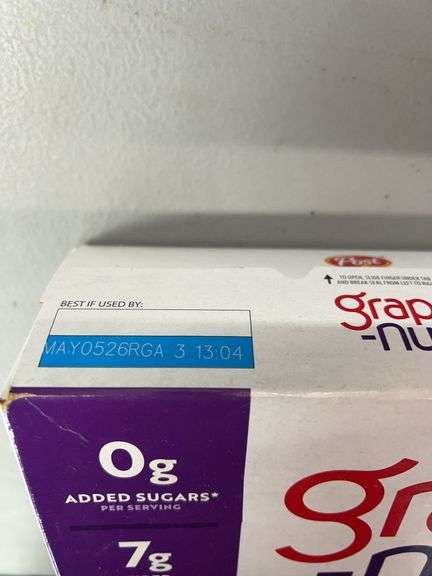 Post
TO OPEN, SLIDE FINGER UNDER TAB
AND BREAK SEAL FROM LEFT TO
BEST IF USED BY:
grap
-nu
MAY0526RGA 3 13:04
0g
ADDED SUGARS*
PER SERVING
7g
gr